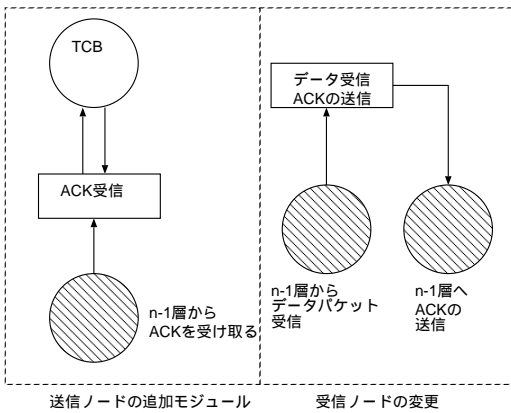 TCB
ACK受信
n-1層から
ACKを受け取る
データ受信
ACKの送信
n-1層から
データパケット
受信
n-1層へ
ACKの
送信
送信ノードの追加モジュール
受信ノードの変更